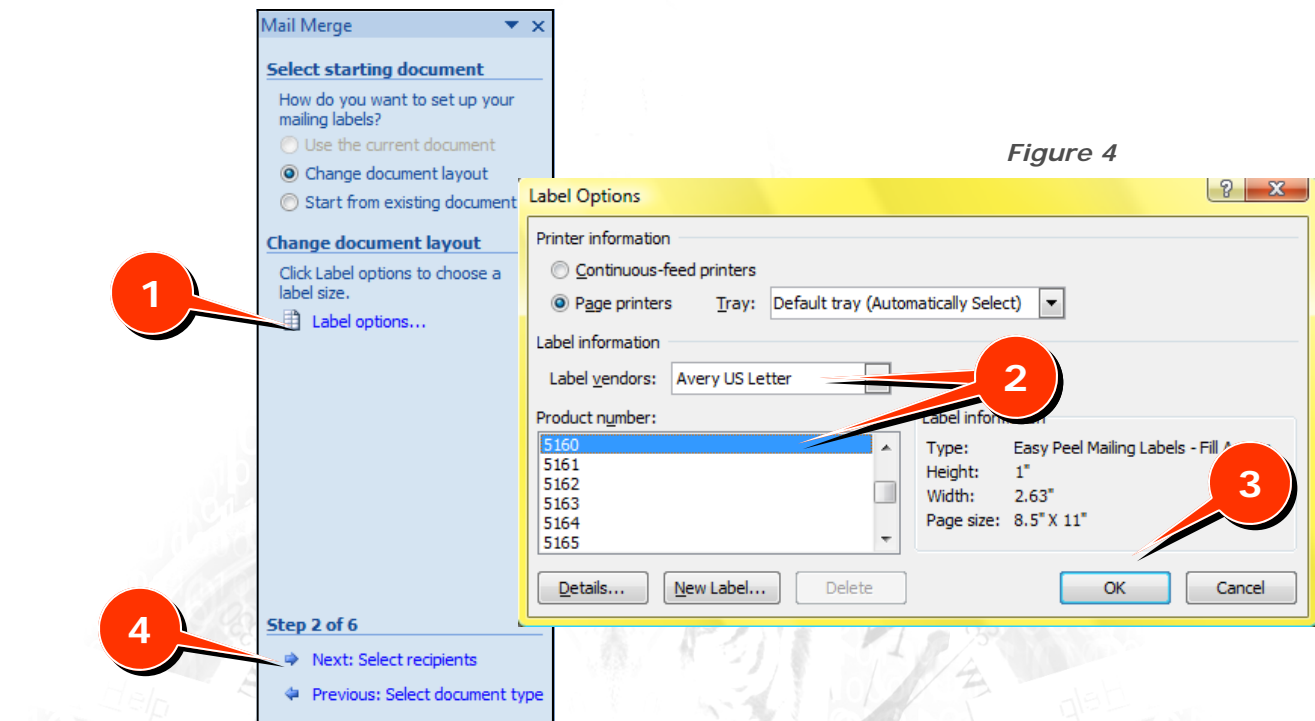 Mail Merge
Select starting document
How do you want to set up your
mailing labels?
Use the current document
Change document layout
Start from existing document
Change document layout
Click Label options to choose a
label size.
Label options...
1
Step 2 of 6
4
Next: Select recipients
Previous: Select document type
Figure 4
Label Options
Printer information
Continuous-feed printers
Page printers
Tray:
Default tray (Automatically Select)
Label information
Label vendors:
Avery US Letter
2
Product number:
5160
5161
5162
5163
5164
5165
Label
Type: Easy Peel Mailing Labels - Fill
Height: 1"
Width: 2.63"
Page size: 8.5" X 11"
3
Details...
New Label...
Delete
OK
Cancel